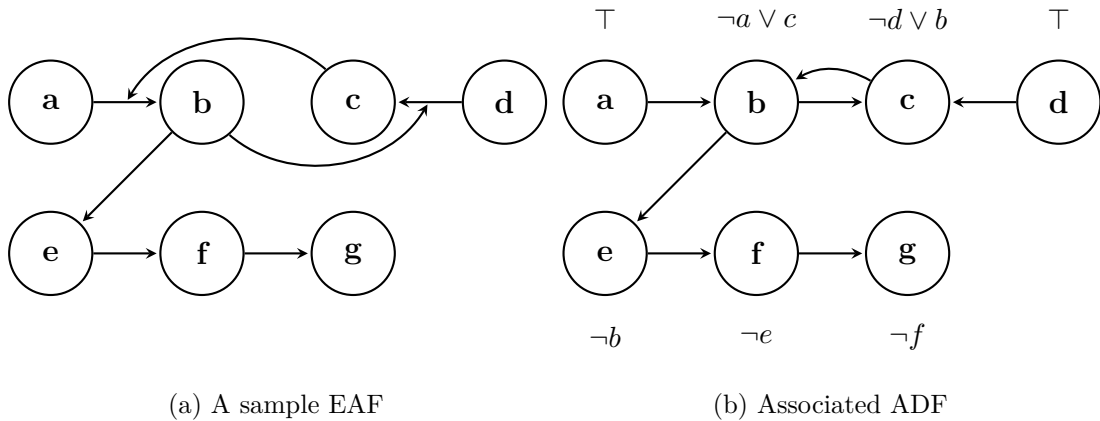 ⊤ ¬a ∨ c ¬d ∨ b ⊤
a b c d a b c d
e f g e f g
¬b ¬e ¬f
(a) A sample EAF (b) Associated ADF